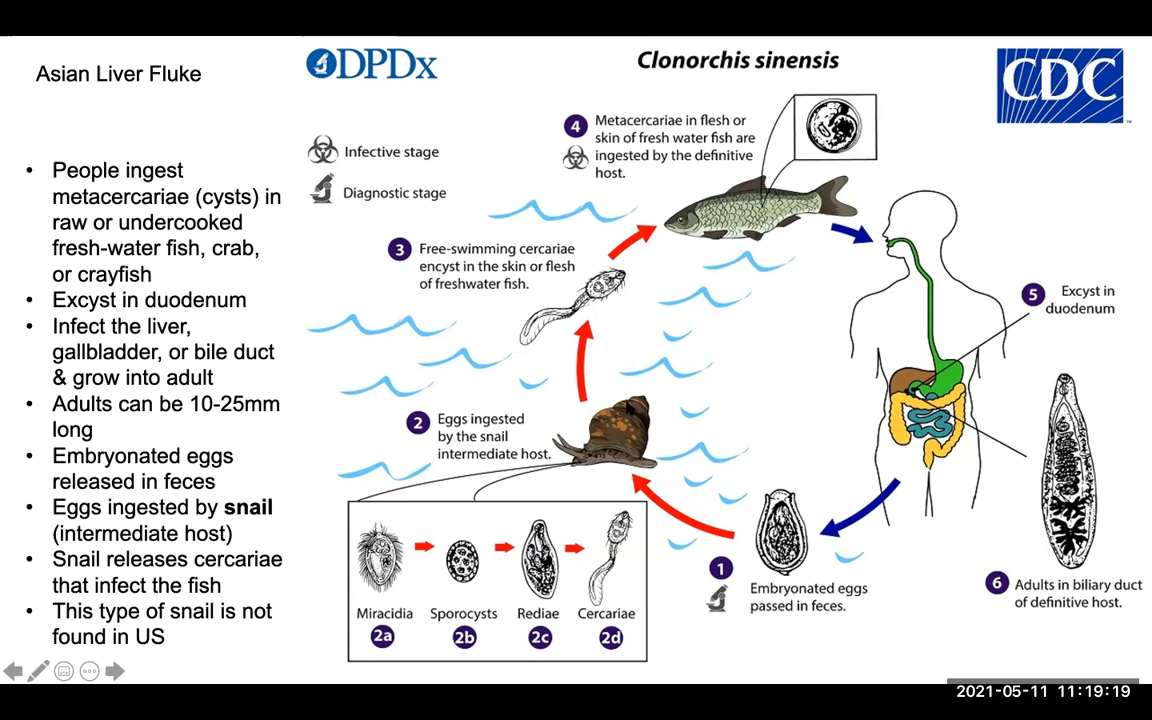 Asian Liver Fluke
• People ingest
metacercariae (cysts) in
raw or undercooked
fresh-water fish, crab,
or crayfish
• Excyst in duodenum
• Infect the liver,
gallbladder, or bile duct
& grow into adult
• Adults can be 10-25mm
long
• Embryonated eggs
released in feces
• Eggs ingested by snail
(intermediate host)
• Snail releases cercariae
that infect the fish
• This type of snail is not
found in US
DPDx
Clonorchis sinensis
CDC
TM
Infective stage
Diagnostic stage
4 Metacercariae in flesh or
skin of fresh water fish are
ingested by the definitive
host.
3 Free-swimming cercariae
encyst in the skin or flesh
of freshwater fish.
5 Excyst in
duodenum
2 Eggs ingested
by the snail
intermediate host.
Miracidia
2a
Sporocysts
2b
Rediae
2c
Cercariae
2d
1
Embryonated eggs
passed in feces.
6 Adults in biliary duct
of definitive host.
2021-05-11 11:19:19